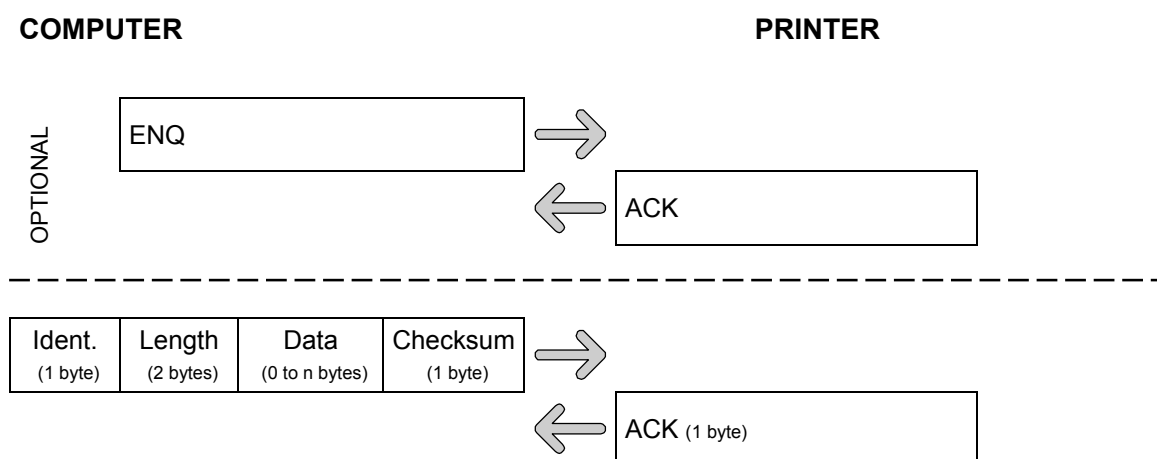 COMPUTER PRINTER
OPTIONAL
ENQ
ACK
Ident. Length Data Checksum
(1 byte) (2 bytes) (0 to n bytes) (1 byte)
ACK (1 byte)